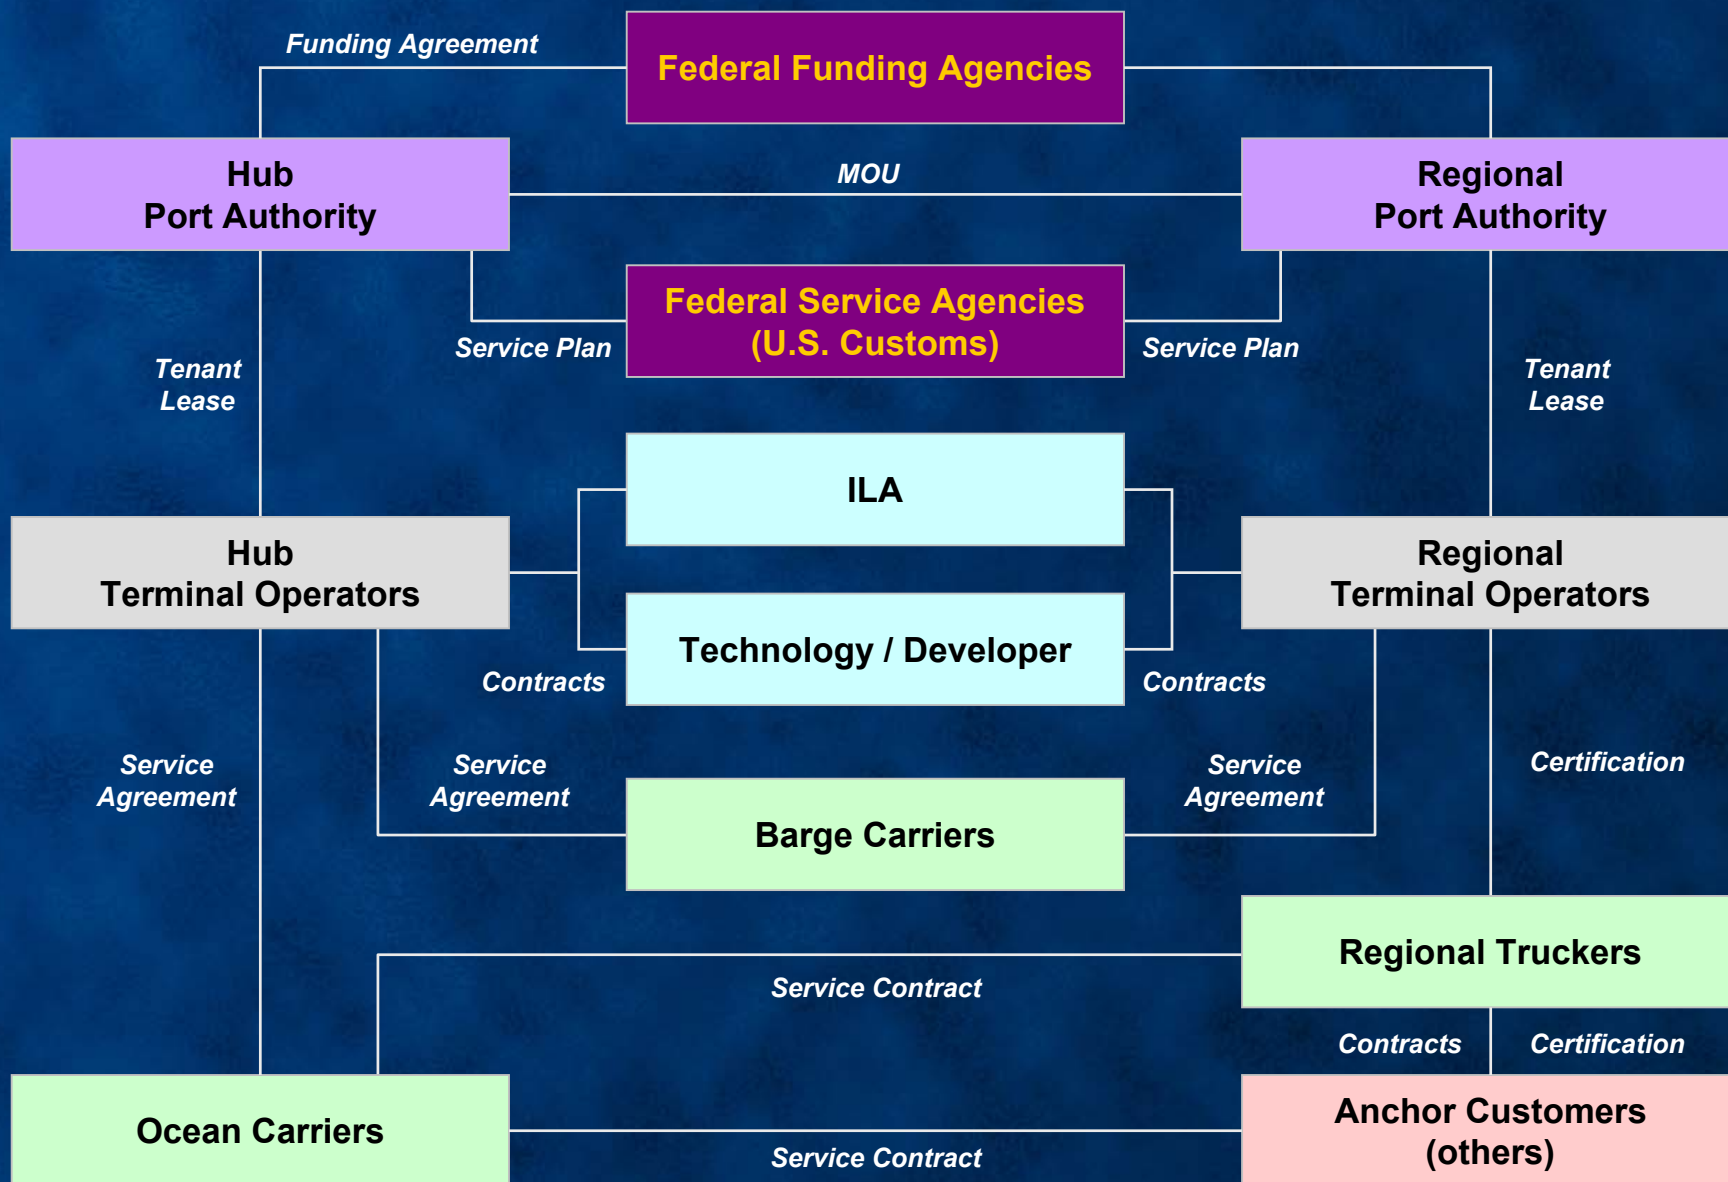 Funding Agreement
Federal Funding Agencies
Hub
Port Authority
MOU
Regional
Port Authority
Federal Service Agencies
(U.S. Customs)
Service Plan
Service Plan
Tenant
Lease
Tenant
Lease
ILA
Hub
Terminal Operators
Regional
Terminal Operators
Technology / Developer
Contracts
Contracts
Service
Agreement
Service
Agreement
Service
Agreement
Certification
Barge Carriers
Regional Truckers
Service Contract
Contracts
Certification
Ocean Carriers
Anchor Customers
(others)
Service Contract